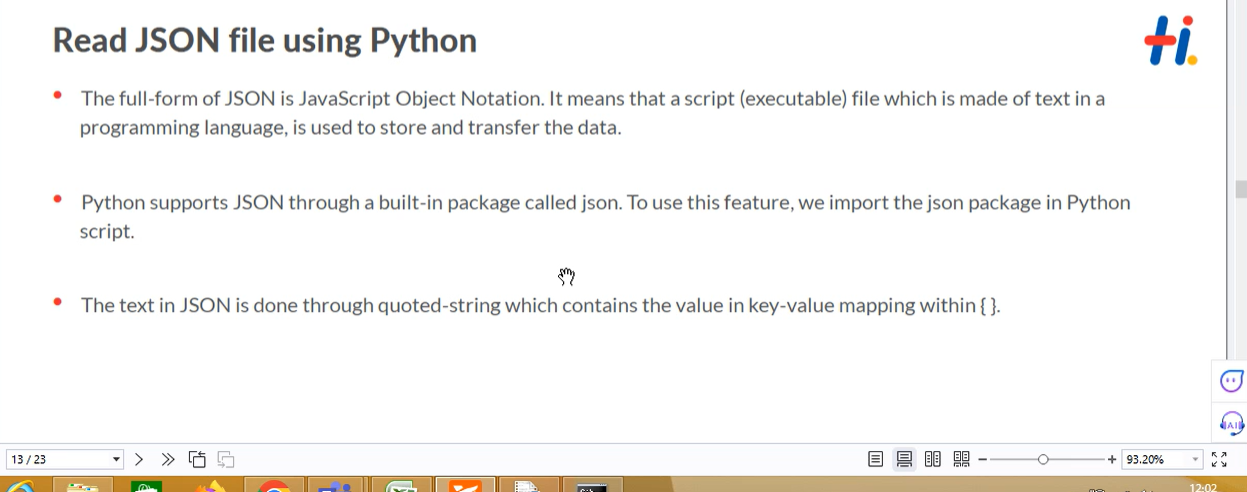 Read JSON file using Python
Hi.
The full-form of JSON is JavaScript Object Notation. It means that a script (executable) file which is made of text in a
programming language, is used to store and transfer the data.
Python supports JSON through a built-in package called json. To use this feature, we import the json package in Python
script.
The text in JSON is done through quoted-string which contains the value in key-value mapping within { }.
AI
13 / 23
93.20%
12:02